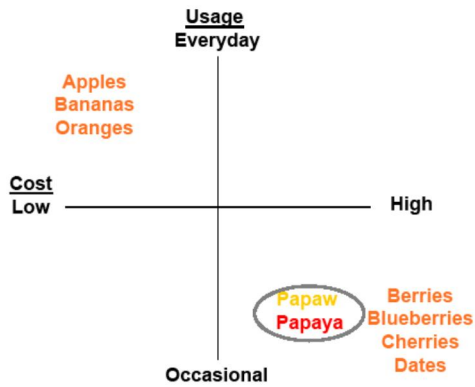 Usage
Everyday
Apples
Bananas
Oranges
Cost
Low
High
Papaw
Papaya
Berries
Blueberries
Cherries
Dates
Occasional